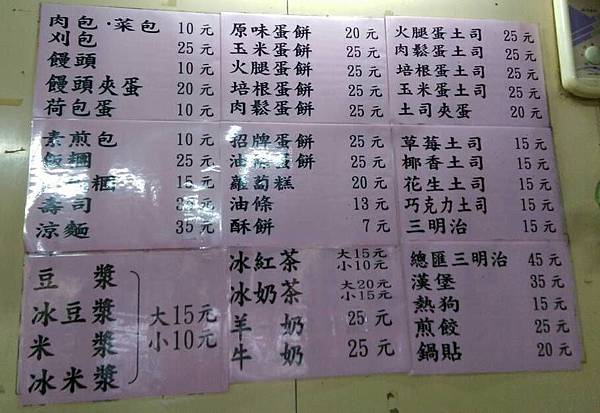 肉包·菜包 10元
刈包 25元
饅頭 10元
饅頭夾蛋 20元
荷包蛋 10元
原味蛋餅 20元
玉米蛋餅 25元
火腿蛋餅 25元
培根蛋餅 25元
肉鬆蛋餅 25元
火腿蛋土司 25元
肉鬆蛋土司 25元
培根蛋土司 25元
玉米蛋土司 25元
土司夾蛋 20元
素煎包 10元
飯糰 25元
糰 15元
壽司 元
涼麵 35元
招牌蛋餅 25元
油條蛋餅 25元
蘿蔔糕 20元
油條 13元
酥餅 7元
草莓土司 15元
椰香土司 15元
花生土司 15元
巧克力土司 15元
三明治 15元
豆漿
冰豆漿
米漿
冰米漿
大15元
小10元
冰紅茶 大15元 小10元
冰奶茶 大20元 小15元
羊奶 25元
牛奶 25元
總匯三明治 45元
漢堡 35元
熱狗 15元
煎餃 25元
鍋貼 20元